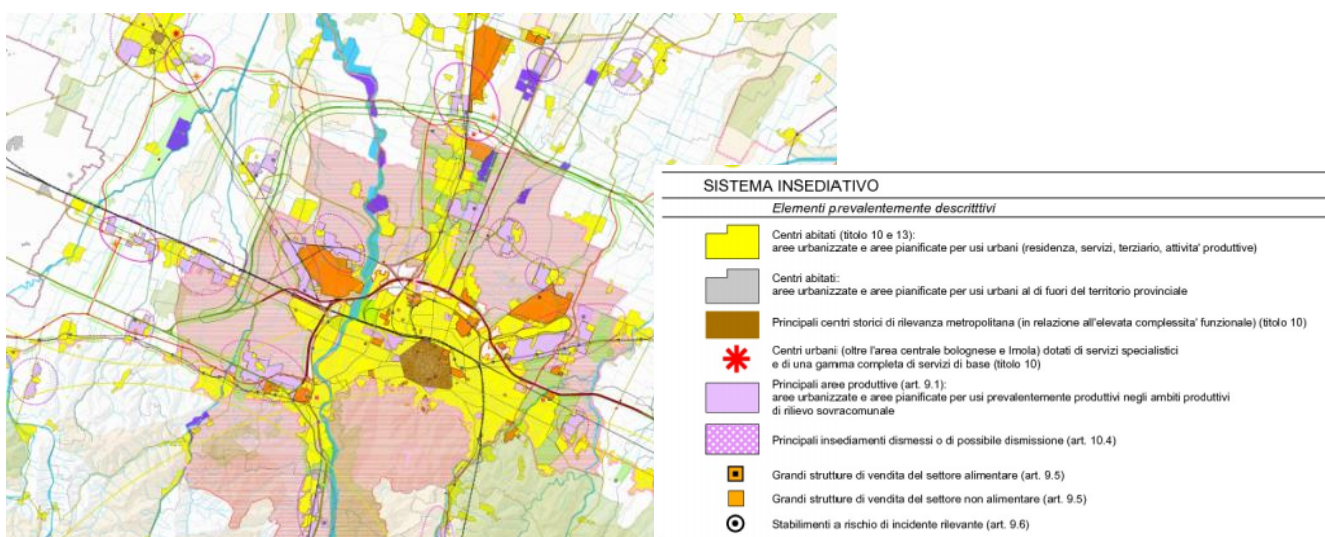 SISTEMA INSEDIATIVO
Elementi prevalentemente descritttivi
Centri abitati (titolo 10 e 13):
aree urbanizzate e aree pianificate per usi urbani (residenza, servizi, terziario, attivita' produttive)
Centri abitati:
aree urbanizzate e aree pianificate per usi urbani al di fuori del territorio provinciale
Principali centri storici di rilevanza metropolitana (in relazione all'elevata complessita' funzionale) (titolo 10)
Centri urbani (oltre l'area centrale bolognese e Imola) dotati di servizi specialistici
e di una gamma completa di servizi di base (titolo 10)
Principali aree produttive (art. 9.1):
aree urbanizzate e aree pianificate per usi prevalentemente produttivi negli ambiti produttivi
di rilievo sovracomunale
Principali insediamenti dismessi o di possibile dismissione (art. 10.4)
Grandi strutture di vendita del settore alimentare (art. 9.5)
Grandi strutture di vendita del settore non alimentare (art. 9.5)
Stabilimenti a rischio di incidente rilevante (art. 9.6)